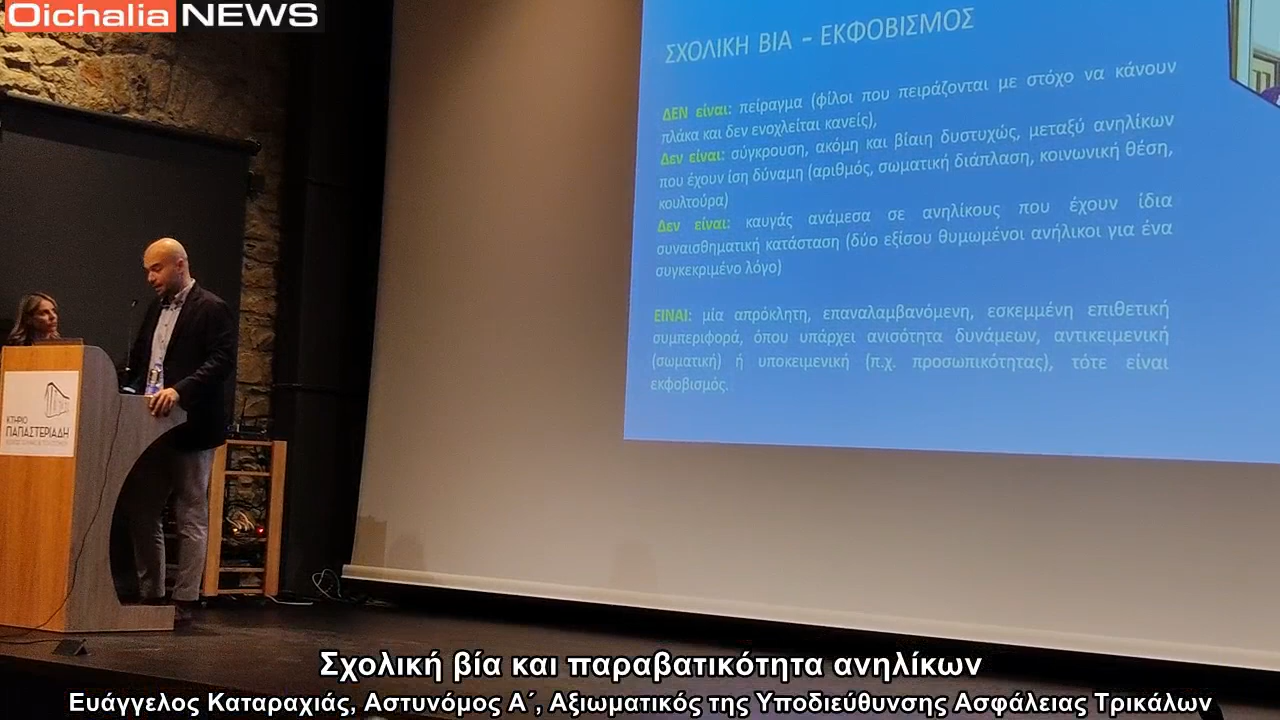 Oichalia NEWS
ΣΧΟΛΙΚΗ ΒΙΑ - ΕΚΦΟΒΙΣΜΟΣ
ΔΕΝ είναι: πείραγμα (φίλοι που πειράζονται με στόχο να κάνουν
πλάκα και δεν ενοχλείται κανείς),
Δεν είναι: σύγκρουση, ακόμη και βίαιη δυστυχώς, μεταξύ ανηλίκων
που έχουν ίση δύναμη (αριθμός, σωματική διάπλαση, κοινωνική θέση,
κουλτούρα)
Δεν είναι: καυγάς ανάμεσα σε ανηλίκους που έχουν ίδια
συναισθηματική κατάσταση (δύο εξίσου θυμωμένοι ανήλικοι για ένα
συγκεκριμένο λόγο)
ΕΙΝΑΙ: μία απρόκλητη, επαναλαμβανόμενη, εσκεμμένη επιθετική
συμπεριφορά, όπου υπάρχει ανισότητα δυνάμεων, αντικειμενική
(σωματική) ή υποκειμενική (π.χ. προσωπικότητας), τότε είναι
εκφοβισμός.
ΚΤΗΡΙΟ
ΠΑΠΑΣΤΕΡΙΑΔΗ
Σχολική βία και παραβατικότητα ανηλίκων
Ευάγγελος Καταραχιάς, Αστυνόμος Α΄, Αξιωματικός της Υποδιεύθυνσης Ασφάλειας Τρικάλων